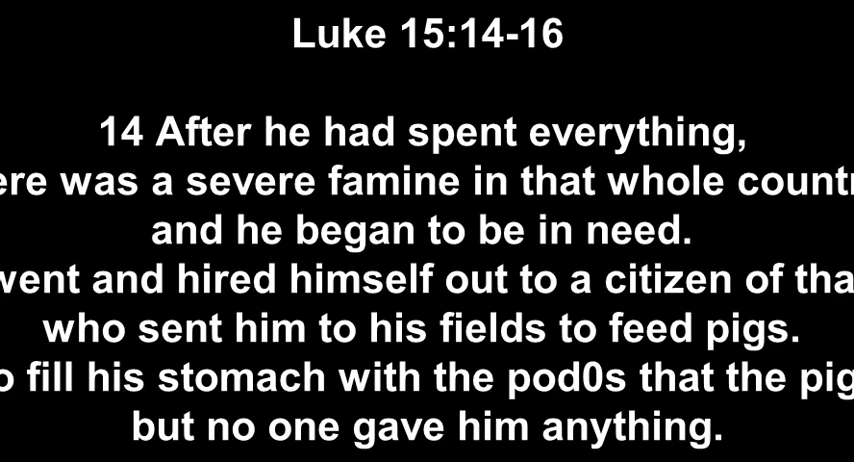 Luke 15:14-16
14 After he had spent everything,
ere was a severe famine in that whole countr
and he began to be in need.
went and hired himself out to a citizen of tha
who sent him to his fields to feed pigs.
o fill his stomach with the pod0s that the pig
but no one gave him anything.